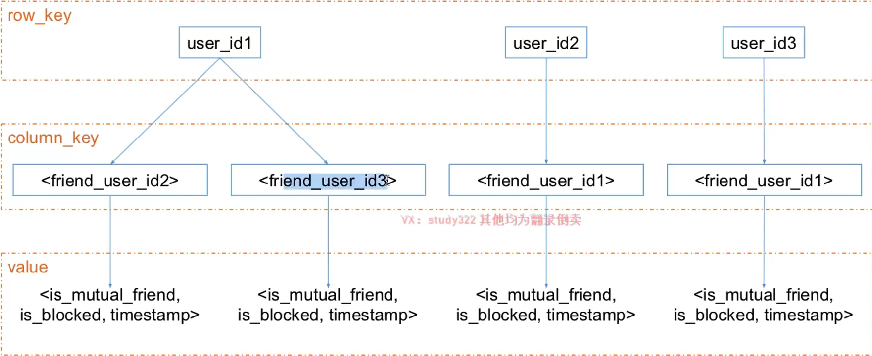 row_key
user_id1
user_id2
user_id3
column_key
<friend_user_id2>
<friend_user_id3>
<friend_user_id1>
<friend_user_id1>
VX: study322 其他均为翻录倒卖
value
<is_mutual_friend,
is_blocked, timestamp>
<is_mutual_friend,
is_blocked, timestamp>
<is_mutual_friend,
is_blocked, timestamp>
<is_mutual_friend,
is_blocked, timestamp>